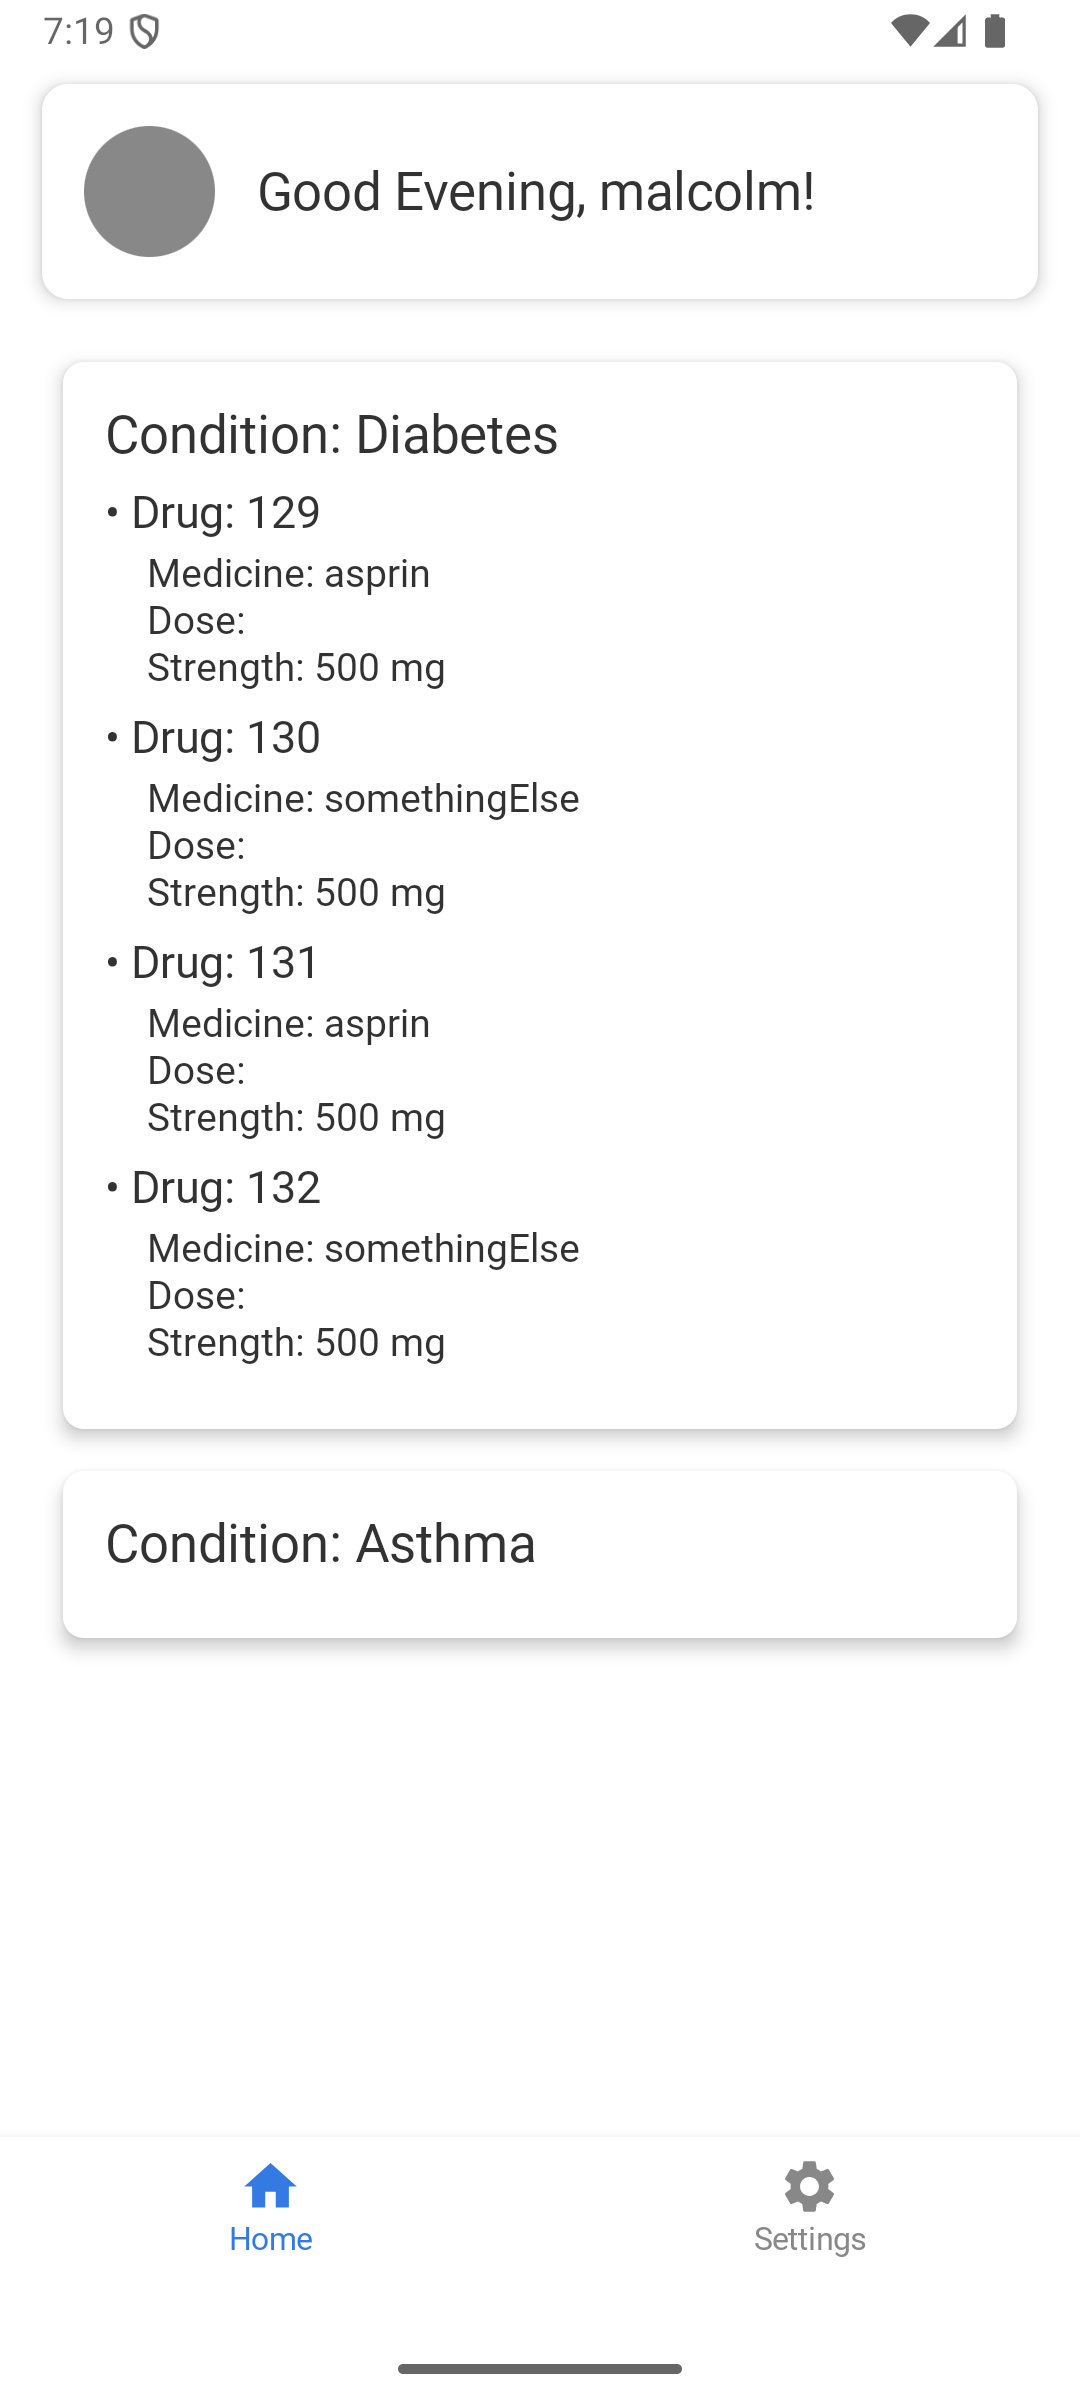 7:19
Good Evening, malcolm!
Condition: Diabetes
• Drug: 129
Medicine: asprin
Dose:
Strength: 500 mg
• Drug: 130
Medicine: somethingElse
Dose:
Strength: 500 mg
• Drug: 131
Medicine: asprin
Dose:
Strength: 500 mg
• Drug: 132
Medicine: somethingElse
Dose:
Strength: 500 mg
Condition: Asthma
Home
Settings